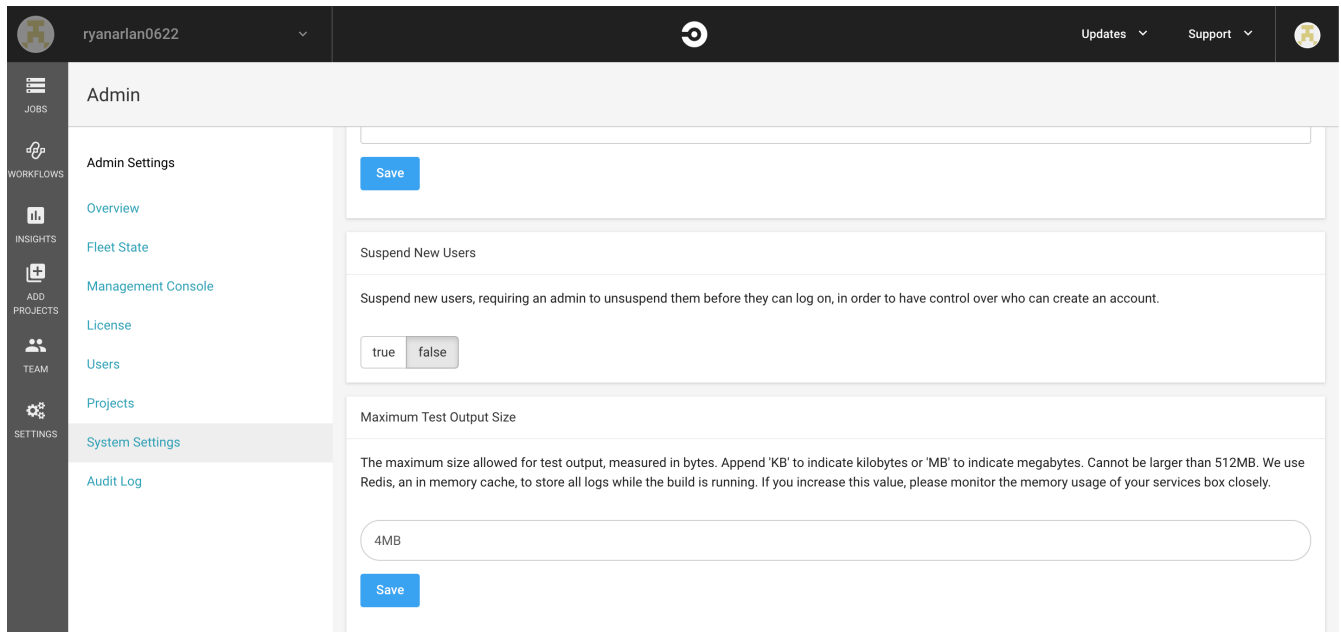 ryanarlan0622
Updates
Support
JOBS
WORKFLOWS
INSIGHTS
ADD
PROJECTS
TEAM
SETTINGS
Admin
Admin Settings
Overview
Fleet State
Management Console
License
Users
Projects
System Settings
Audit Log
Save
Suspend New Users
Suspend new users, requiring an admin to unsuspend them before they can log on, in order to have control over who can create an account.
true false
Maximum Test Output Size
The maximum size allowed for test output, measured in bytes. Append 'KB' to indicate kilobytes or 'MB' to indicate megabytes. Cannot be larger than 512MB. We use
Redis, an in memory cache, to store all logs while the build is running. If you increase this value, please monitor the memory usage of your services box closely.
4MB
Save